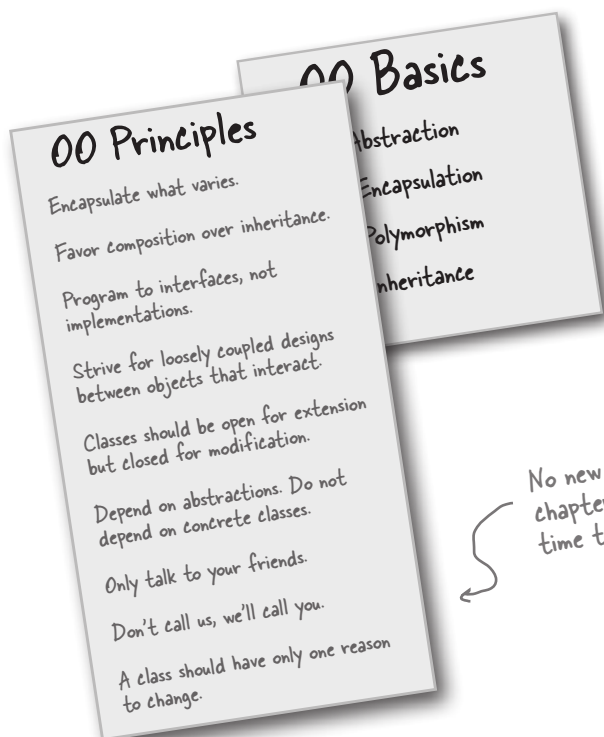 OO Basics
Abstraction
Encapsulation
Polymorphism
Inheritance
OO Principles
Encapsulate what varies.
Favor composition over inheritance.
Program to interfaces, not
implementations.
Strive for loosely coupled designs
between objects that interact.
Classes should be open for extension
but closed for modification.
Depend on abstractions. Do not
depend on concrete classes.
Only talk to your friends.
Don't call us, we'll call you.
A class should have only one reason
to change.
No new
chapter
time t